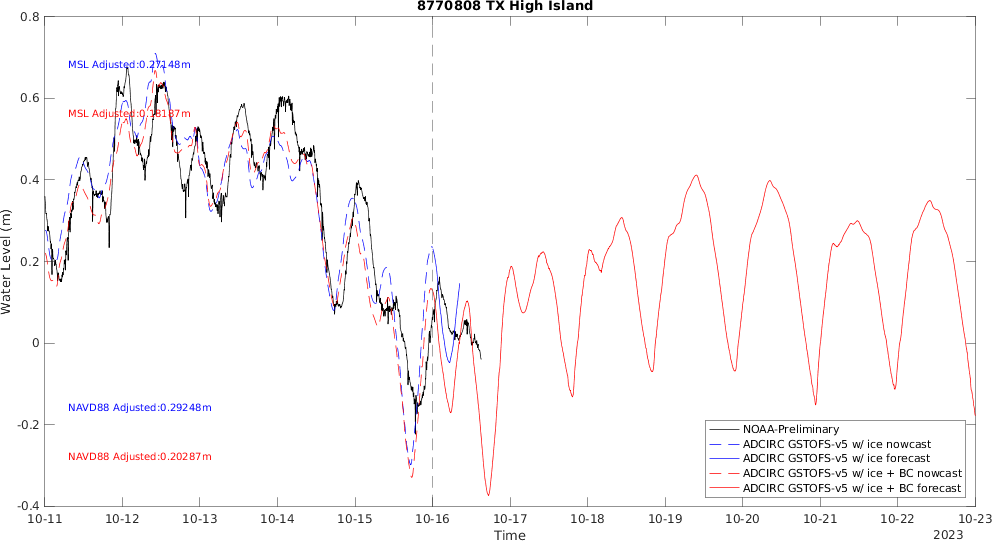 8770808 TX High Island
0.8
0.6
0.4
0.2
0
-0.2
-0.4
Water Level (m)
MSL Adjusted:0.27148m
MSL Adjusted:0.18187m
NAVD88 Adjusted:0.29248m
NAVD88 Adjusted:0.20287m
NOAA-Preliminary
ADCIRC GSTOFS-v5 w/ ice nowcast
ADCIRC GSTOFS-v5 w/ ice forecast
ADCIRC GSTOFS-v5 w/ ice + BC nowcast
ADCIRC GSTOFS-v5 w/ ice + BC forecast
10-11 10-12 10-13 10-14 10-15 10-16 10-17 10-18 10-19 10-20 10-21 10-22 10-23
Time
2023